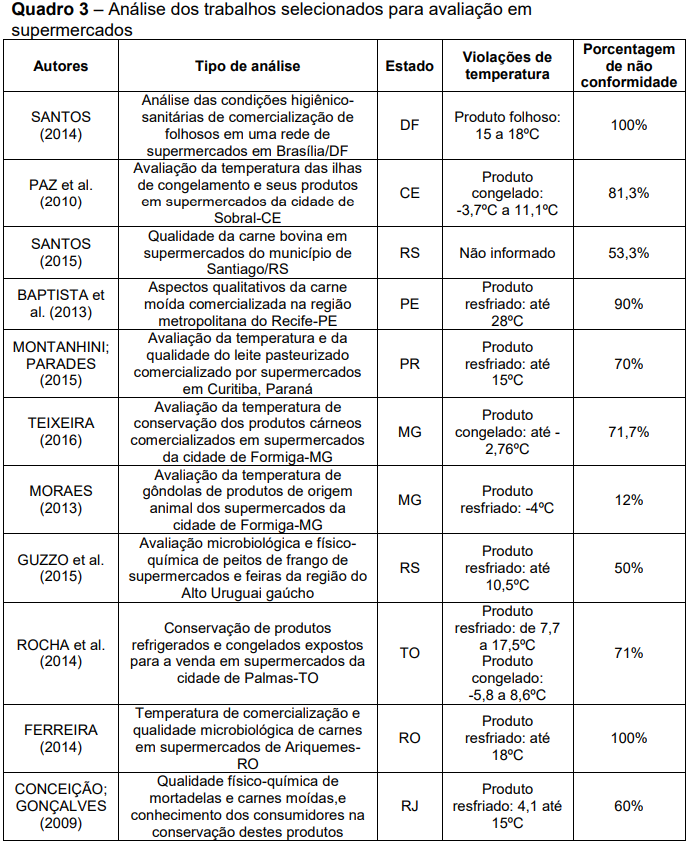 Quadro 3 – Análise dos trabalhos selecionados para avaliação em
supermercados
Autores
Tipo de análise
Estado
Violações de
temperatura
Porcentagem
de não
conformidade
SANTOS
(2014)
Análise das condições higiênico-
sanitárias de comercialização de
folhosos em uma rede de
supermercados em Brasília/DF
DF
Produto folhoso:
15 a 18ºC
100%
PAZ et al.
(2010)
Avaliação da temperatura das ilhas
de congelamento e seus produtos
em supermercados da cidade de
Sobral-CE
CE
Produto
congelado:
-3,7ºC a 11,1ºC
81,3%
SANTOS
(2015)
Qualidade da carne bovina em
supermercados do município de
Santiago/RS
RS
Não informado
53,3%
BAPTISTA et
al. (2013)
Aspectos qualitativos da carne
moída comercializada na região
metropolitana do Recife-PE
PE
Produto
resfriado: até
28ºC
90%
MONTANHINI;
PARADES
(2015)
Avaliação da temperatura e da
qualidade do leite pasteurizado
comercializado por supermercados
em Curitiba, Paraná
PR
Produto
resfriado: até
15ºC
70%
TEIXEIRA
(2016)
Avaliação da temperatura de
conservação dos produtos cárneos
comercializados em supermercados
da cidade de Formiga-MG
MG
Produto
congelado: até -
2,76ºC
71,7%
MORAES
(2013)
Avaliação da temperatura de
gôndolas de produtos de origem
animal dos supermercados da
cidade de Formiga-MG
MG
Produto
resfriado: -4ºC
12%
GUZZO et al.
(2015)
Avaliação microbiológica e físico-
química de peitos de frango de
supermercados e feiras da região do
Alto Uruguai gaúcho
RS
Produto
resfriado: até
10,5ºC
50%
ROCHA et al.
(2014)
Conservação de produtos
refrigerados e congelados expostos
para a venda em supermercados da
cidade de Palmas-TO
TO
Produto
resfriado: de 7,7
a 17,5ºC
Produto
congelado:
-5,8 a 8,6ºC
71%
FERREIRA
(2014)
Temperatura de comercialização e
qualidade microbiológica de carnes
em supermercados de Ariquemes-
RO
RO
Produto
resfriado: até
18ºC
100%
CONCEIÇÃO;
GONÇALVES
(2009)
Qualidade físico-química de
mortadelas e carnes moídas,e
conhecimento dos consumidores na
conservação destes produtos
RJ
Produto
resfriado: 4,1 até
15ºC
60%